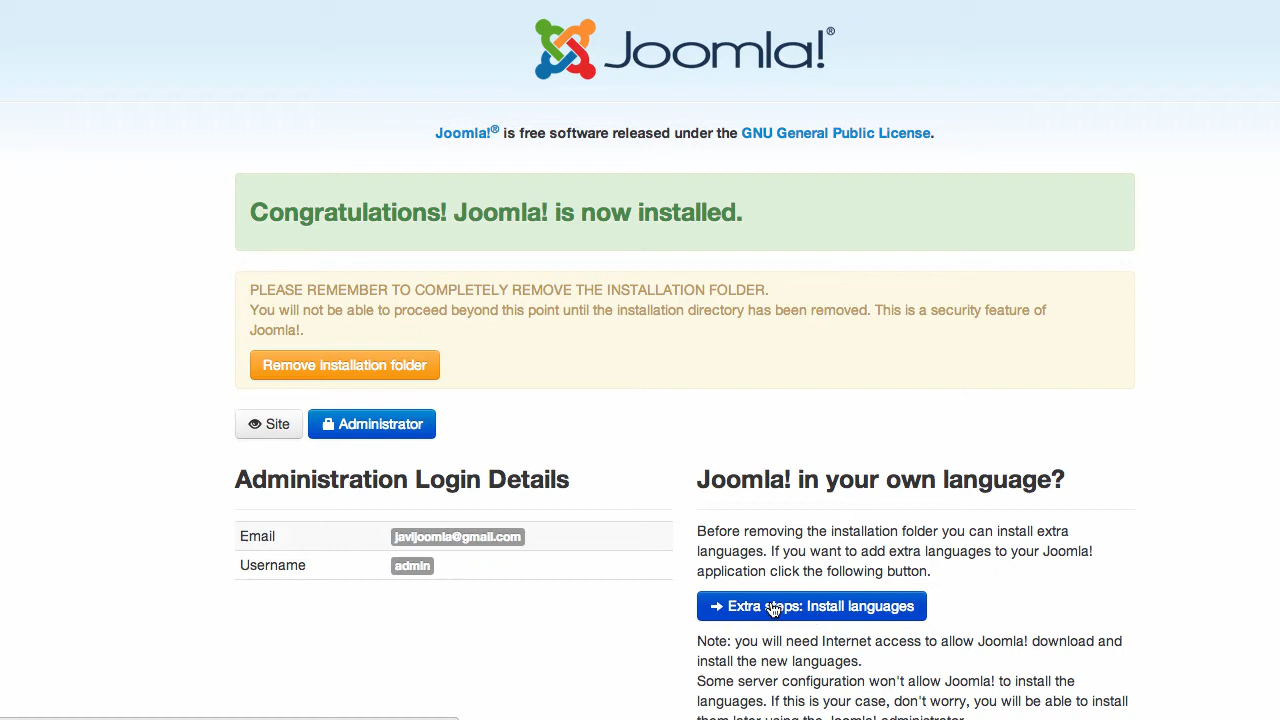 Joomla!®
Joomla!® is free software released under the GNU General Public License.
Congratulations! Joomla! is now installed.
PLEASE REMEMBER TO COMPLETELY REMOVE THE INSTALLATION FOLDER.
You will not be able to proceed beyond this point until the installation directory has been removed. This is a security feature of
Joomla!.
Remove installation folder
Site
Administrator
Administration Login Details
Email javijoomla@gmail.com
Username admin
Joomla! in your own language?
Before removing the installation folder you can install extra
languages. If you want to add extra languages to your Joomla!
application click the following button.
Extra steps: Install languages
Note: you will need Internet access to allow Joomla! download and
install the new languages.
Some server configuration won't allow Joomla! to install the
languages. If this is your case, don't worry, you will be able to install
them later using the Joomla! administrator.